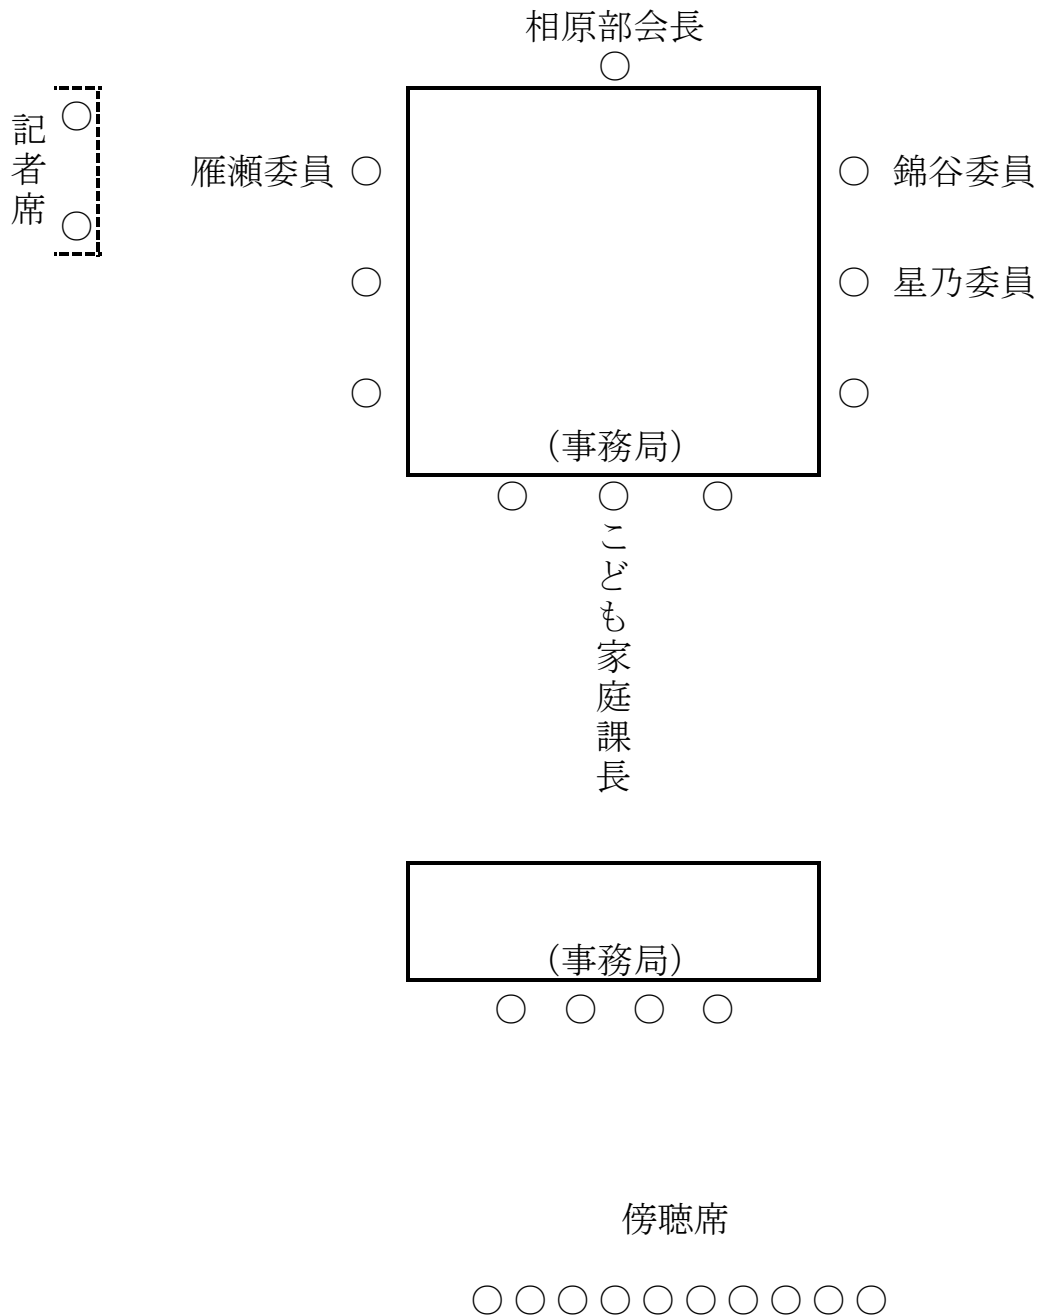 相原部会長
○
記者席
○
○
雁瀬委員 ○
○ 錦谷委員
○
○ 星乃委員
○
○
（事務局）
○ ○ ○
こども家庭課長
（事務局）
○ ○ ○ ○
傍聴席
○ ○ ○ ○ ○ ○ ○ ○ ○ ○